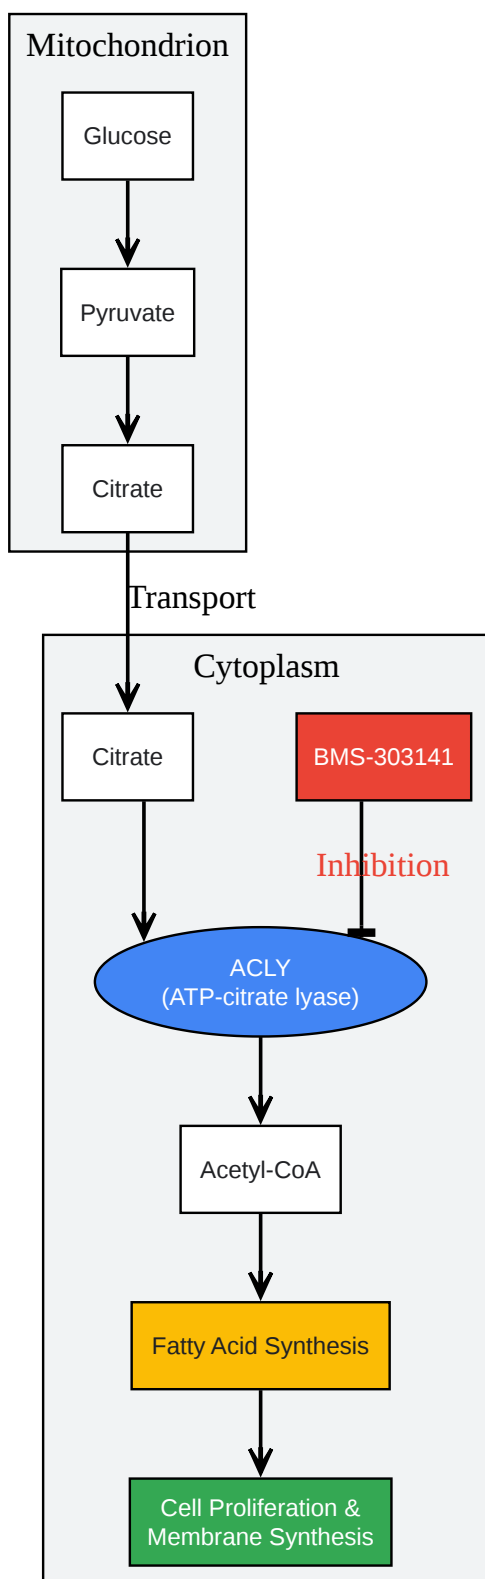 Mitochondrion
Glucose
Pyruvate
Citrate
Transport
Cytoplasm
Citrate
BMS-303141
Inhibition
ACLY
(ATP-citrate lyase)
Acetyl-CoA
Fatty Acid Synthesis
Cell Proliferation &
Membrane Synthesis